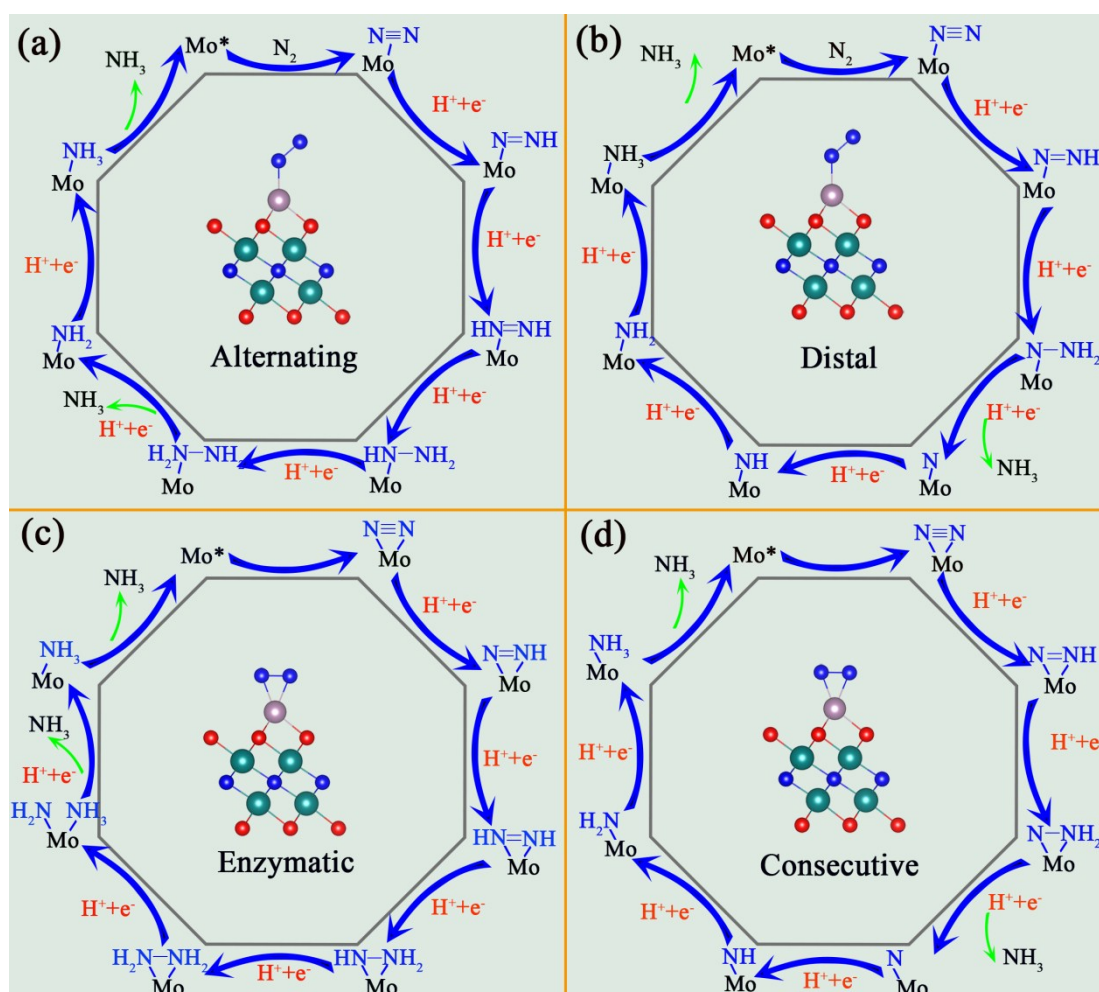 (a)
Mo*
N₂
N≡N
Mo
NH₃
H⁺+e⁻
N=NH
Mo
NH₃
Mo
H⁺+e⁻
H⁺+e⁻
HN=NH
Mo
NH₂
Mo
Alternating
H⁺+e⁻
NH₃
H⁺+e⁻
H₂N—NH
Mo
H⁺+e⁻
HN—NH₂
Mo
(b)
Mo*
N₂
N≡N
Mo
NH₃
H⁺+e⁻
N=NH
Mo
NH₃
Mo
H⁺+e⁻
H⁺+e⁻
N—NH₂
Mo
NH₂
Mo
Distal
H⁺+e⁻
H⁺+e⁻
NH₃
NH
Mo
H⁺+e⁻
N
Mo
(c)
Mo*
N≡N
Mo
NH₃
H⁺+e⁻
N=NH
Mo
NH₃
Mo
NH₃
H⁺+e⁻
H⁺+e⁻
HN=NH
Mo
H₂N NH₃
Mo
Enzymatic
H⁺+e⁻
H⁺+e⁻
H₂N—NH₂
Mo
H⁺+e⁻
HN—NH₂
Mo
(d)
Mo*
N≡N
Mo
NH₃
H⁺+e⁻
N=NH
Mo
NH₃
Mo
H⁺+e⁻
H⁺+e
N—NH₂
Mo
H₂N
Mo
Consecutive
H⁺+e⁻
H⁺+e⁻
NH₃
NH
Mo
H⁺+e⁻
N
Mo